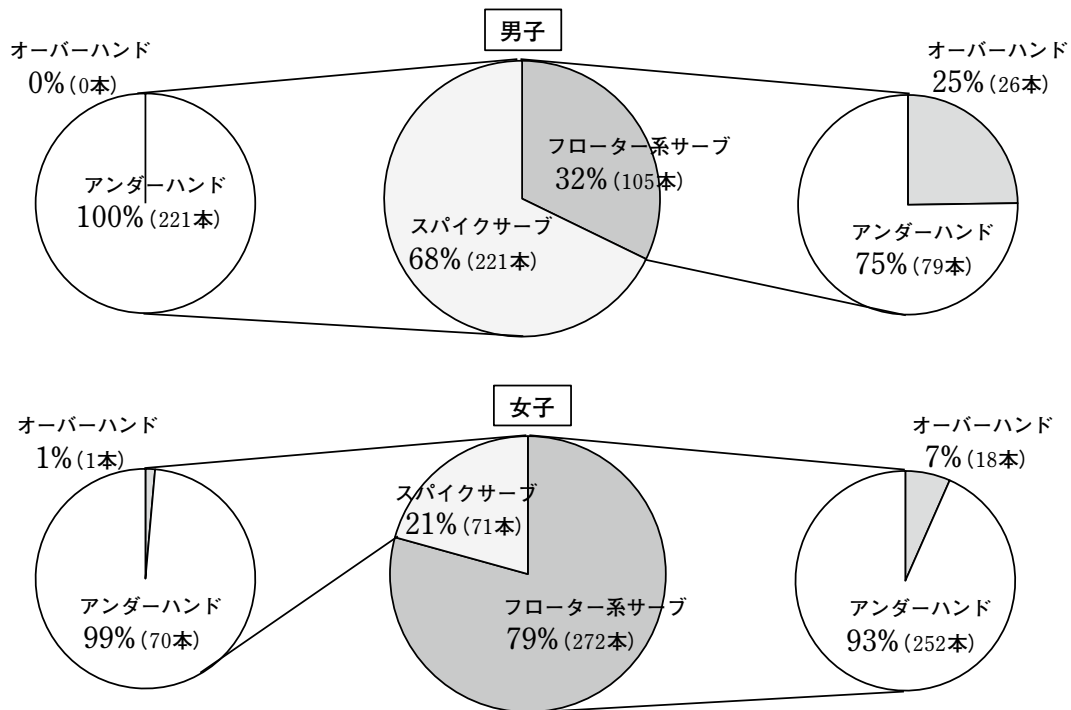 男子
オーバーハンド
0%(0本)
アンダーハンド
100%(221本)
フローター系サーブ
32%(105本)
スパイクサーブ
68%(221本)
オーバーハンド
25%(26本)
アンダーハンド
75%(79本)
女子
オーバーハンド
1%(1本)
アンダーハンド
99%(70本)
スパイクサーブ
21%(71本)
フローター系サーブ
79%(272本)
オーバーハンド
7%(18本)
アンダーハンド
93%(252本)